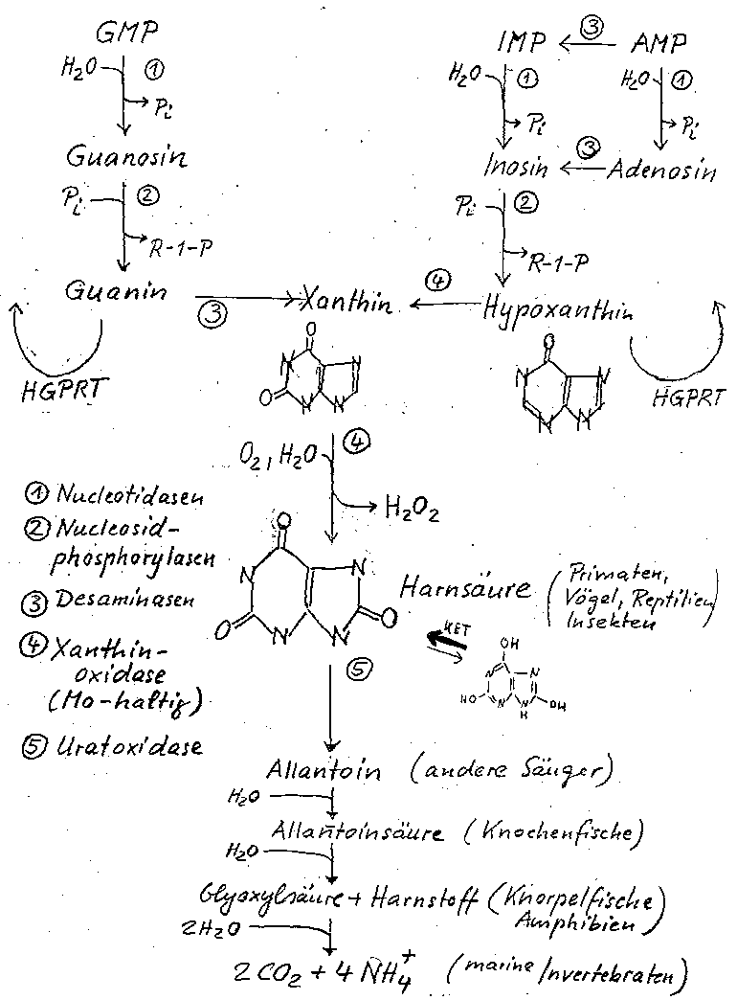 GMP
H₂O ①
Pi
Guanosin
Pi ②
R-1-P
Guanin
HGPRT
③
IMP ③ AMP
H₂O ① H₂O ①
Pi Pi
Inosin ③ Adenosin
Pi ②
R-1-P
Xanthin ④ Hypoxanthin
HGPRT
O
N N
O N N
H
O
N N
N N
H
O₂, H₂O ④
H₂O₂
① Nucleotidasen
② Nucleosid-
phosphorylasen
③ Desaminasen
④ Xanthin-
oxidase
(Mo-haltig)
⑤ Uratoxidase
O
N N
O N N O
Harnsäure (Primaten,
Vögel, Reptilien
Insekten)
KET
OH
N N
HO N N OH
H
⑤
Allantoin (andere Säuger)
H₂O
Allantoinsäure (Knochenfische)
H₂O
Glyoxylsäure + Harnstoff (Knorpelfische
Amphibien)
2H₂O
2 CO₂ + 4 NH₄⁺ (marine Invertebraten)